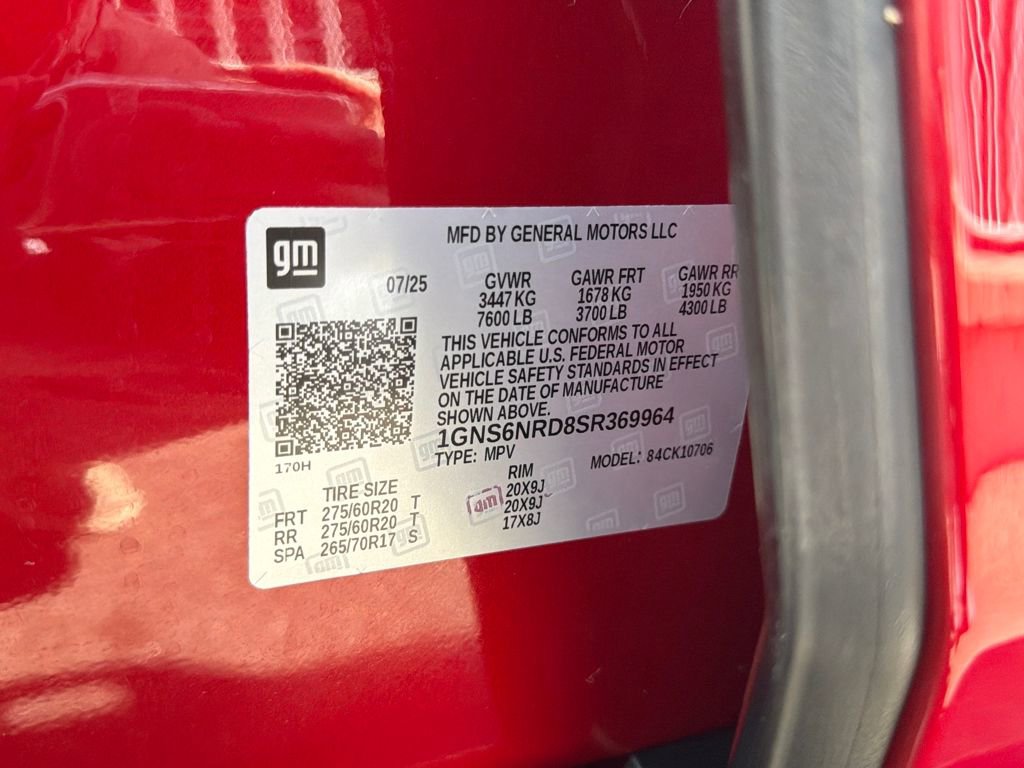 gm
MFD BY GENERAL MOTORS LLC
07/25
GVWR GAWR FRT GAWR RR
3447 KG 1678 KG 1950 KG
7600 LB 3700 LB 4300 LB
THIS VEHICLE CONFORMS TO ALL
APPLICABLE U.S. FEDERAL MOTOR
VEHICLE SAFETY STANDARDS IN EFFECT
ON THE DATE OF MANUFACTURE
SHOWN ABOVE.
1GNS6NRD8SR369964
TYPE: MPV MODEL: 84CK10706
170H
TIRE SIZE RIM
FRT 275/60R20 T 20X9J
RR 275/60R20 T 20X9J
SPA 265/70R17 S 17X8J
gm